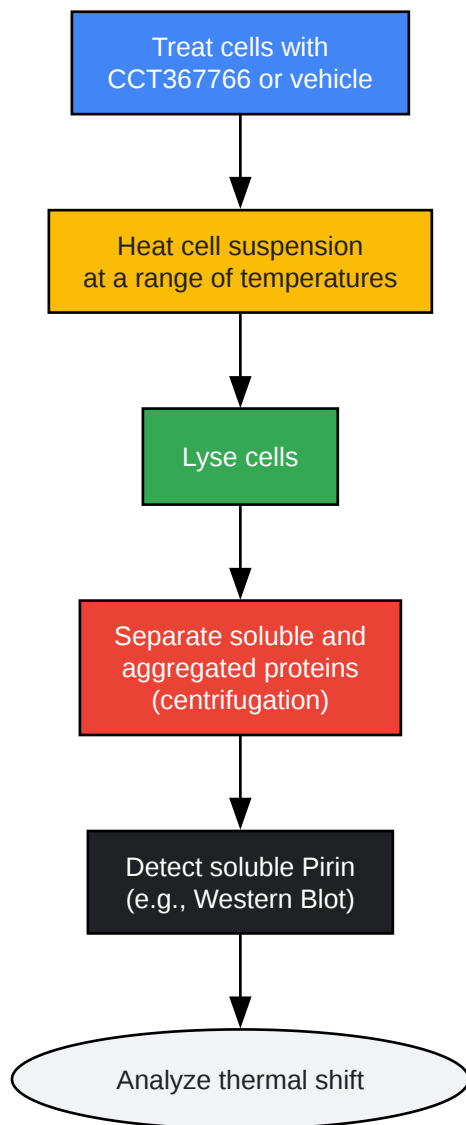 Treat cells with
CCT367766 or vehicle
Heat cell suspension
at a range of temperatures
Lyse cells
Separate soluble and
aggregated proteins
(centrifugation)
Detect soluble Pirin
(e.g., Western Blot)
Analyze thermal shift